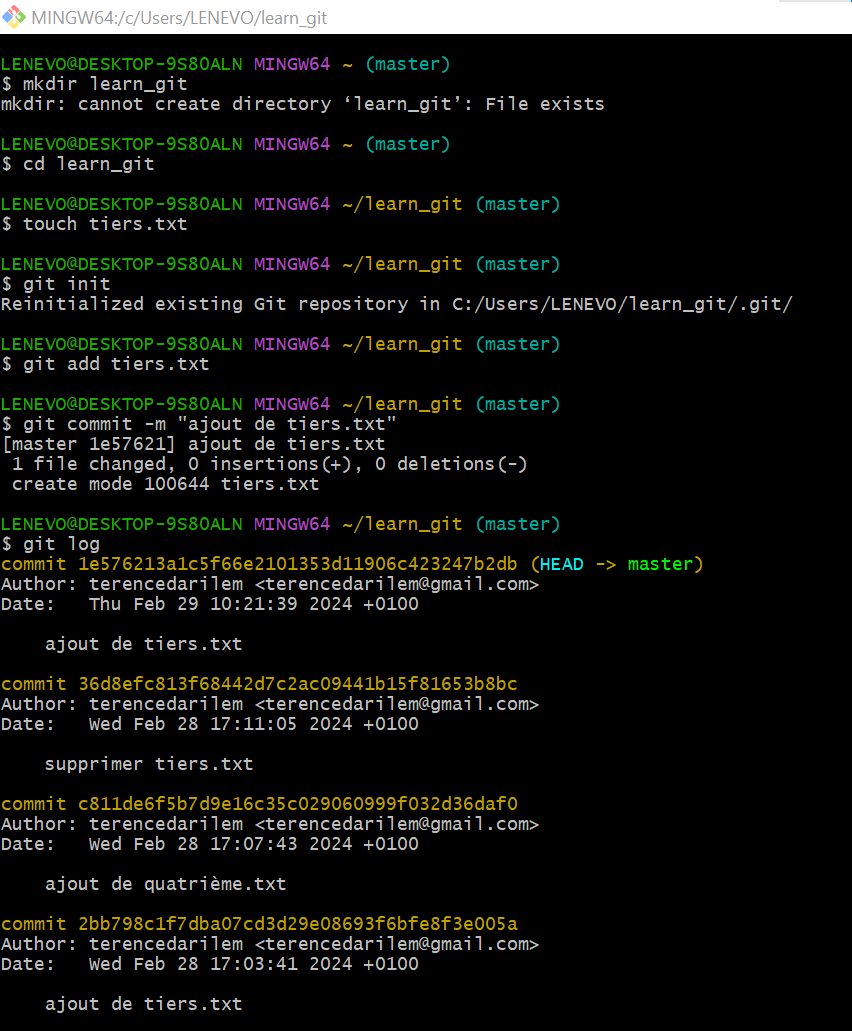 MINGW64:/c/Users/LENEVO/learn_git
LENEVO@DESKTOP-9S80ALN MINGW64 ~ (master)
$ mkdir learn_git
mkdir: cannot create directory ‘learn_git’: File exists
LENEVO@DESKTOP-9S80ALN MINGW64 ~ (master)
$ cd learn_git
LENEVO@DESKTOP-9S80ALN MINGW64 ~/learn_git (master)
$ touch tiers.txt
LENEVO@DESKTOP-9S80ALN MINGW64 ~/learn_git (master)
$ git init
Reinitialized existing Git repository in C:/Users/LENEVO/learn_git/.git/
LENEVO@DESKTOP-9S80ALN MINGW64 ~/learn_git (master)
$ git add tiers.txt
LENEVO@DESKTOP-9S80ALN MINGW64 ~/learn_git (master)
$ git commit -m "ajout de tiers.txt"
[master 1e57621] ajout de tiers.txt
1 file changed, 0 insertions(+), 0 deletions(-)
create mode 100644 tiers.txt
LENEVO@DESKTOP-9S80ALN MINGW64 ~/learn_git (master)
$ git log
commit 1e576213a1c5f66e2101353d11906c423247b2db (HEAD -> master)
Author: terencedarilem <terencedarilem@gmail.com>
Date:   Thu Feb 29 10:21:39 2024 +0100
ajout de tiers.txt
commit 36d8efc813f68442d7c2ac09441b15f81653b8bc
Author: terencedarilem <terencedarilem@gmail.com>
Date:   Wed Feb 28 17:11:05 2024 +0100
supprimer tiers.txt
commit c811de6f5b7d9e16c35c029060999f032d36daf0
Author: terencedarilem <terencedarilem@gmail.com>
Date:   Wed Feb 28 17:07:43 2024 +0100
ajout de quatrième.txt
commit 2bb798c1f7dba07cd3d29e08693f6bfe8f3e005a
Author: terencedarilem <terencedarilem@gmail.com>
Date:   Wed Feb 28 17:03:41 2024 +0100
ajout de tiers.txt